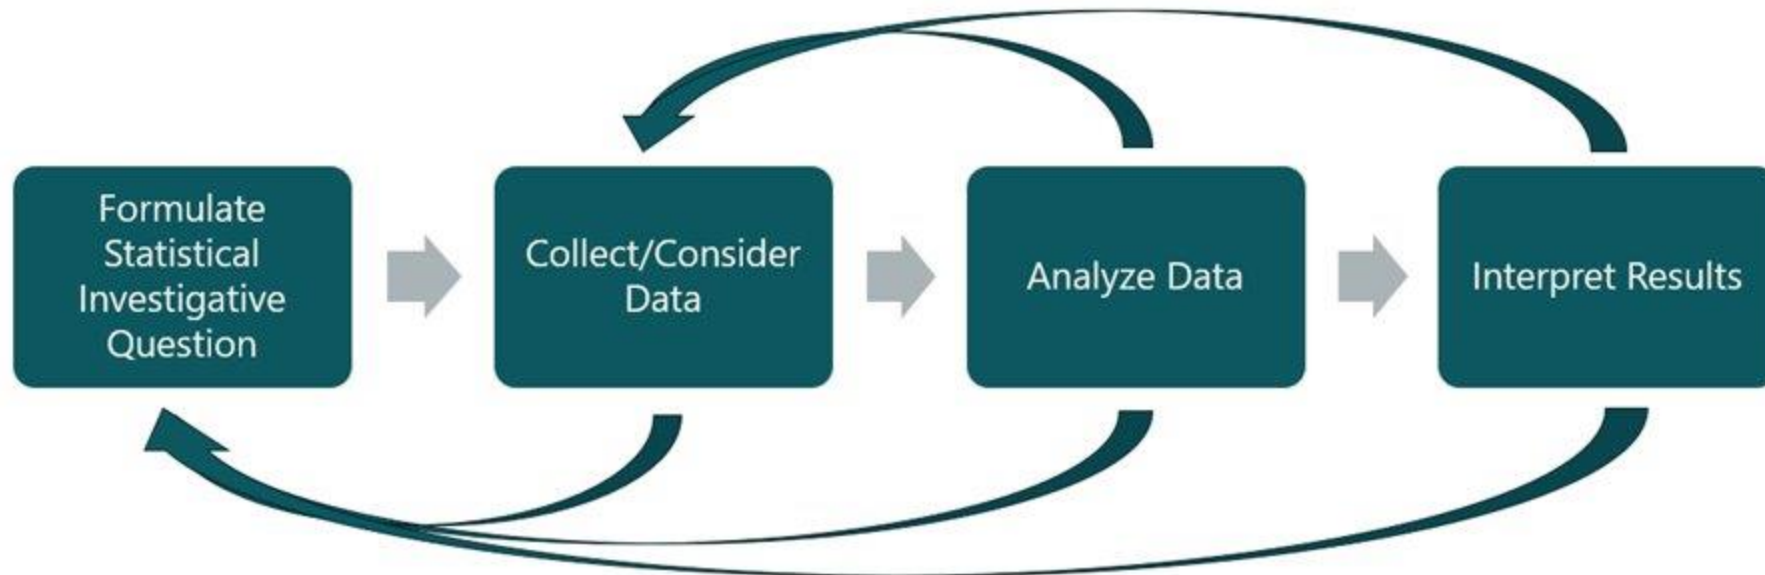 Formulate
Statistical
Investigative
Question
Collect/Consider
Data
Analyze Data
Interpret Results